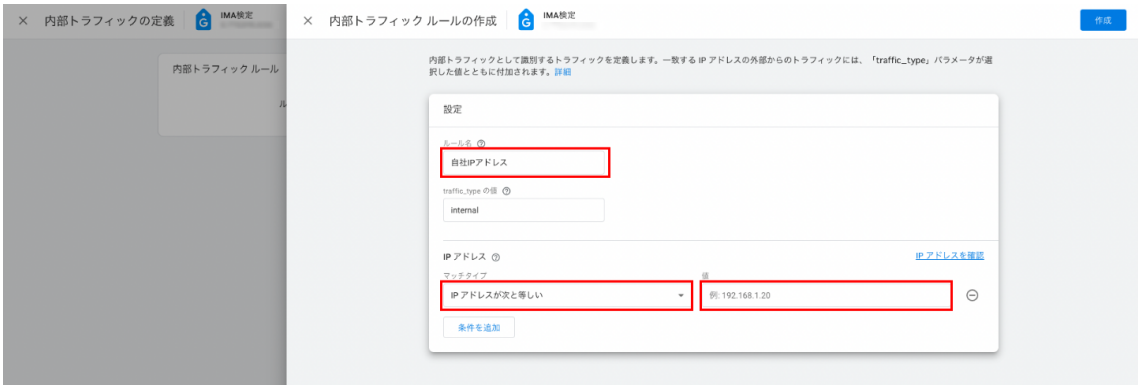 内部トラフィックの定義
IMA検定
内部トラフィック ルール
内部トラフィック ルールの作成
IMA検定
作成
内部トラフィックとして識別するトラフィックを定義します。一致する IP アドレスの外部からのトラフィックには、「traffic_type」パラメータが選
択した値とともに付加されます。詳細
設定
ルール名
自社IPアドレス
traffic_type の値
internal
IP アドレス
IP アドレスを確認
マッチタイプ
値
IP アドレスが次と等しい
例: 192.168.1.20
条件を追加